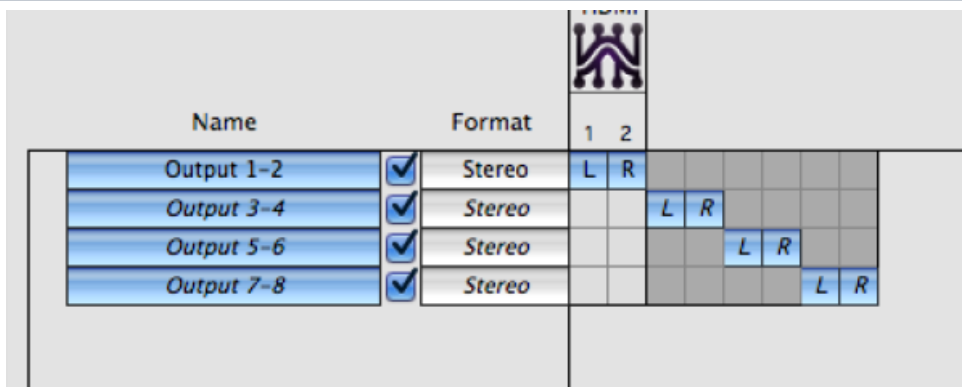 HDMI
Name Format 1 2
Output 1-2 Stereo L R
Output 3-4 Stereo L R
Output 5-6 Stereo L R
Output 7-8 Stereo L R